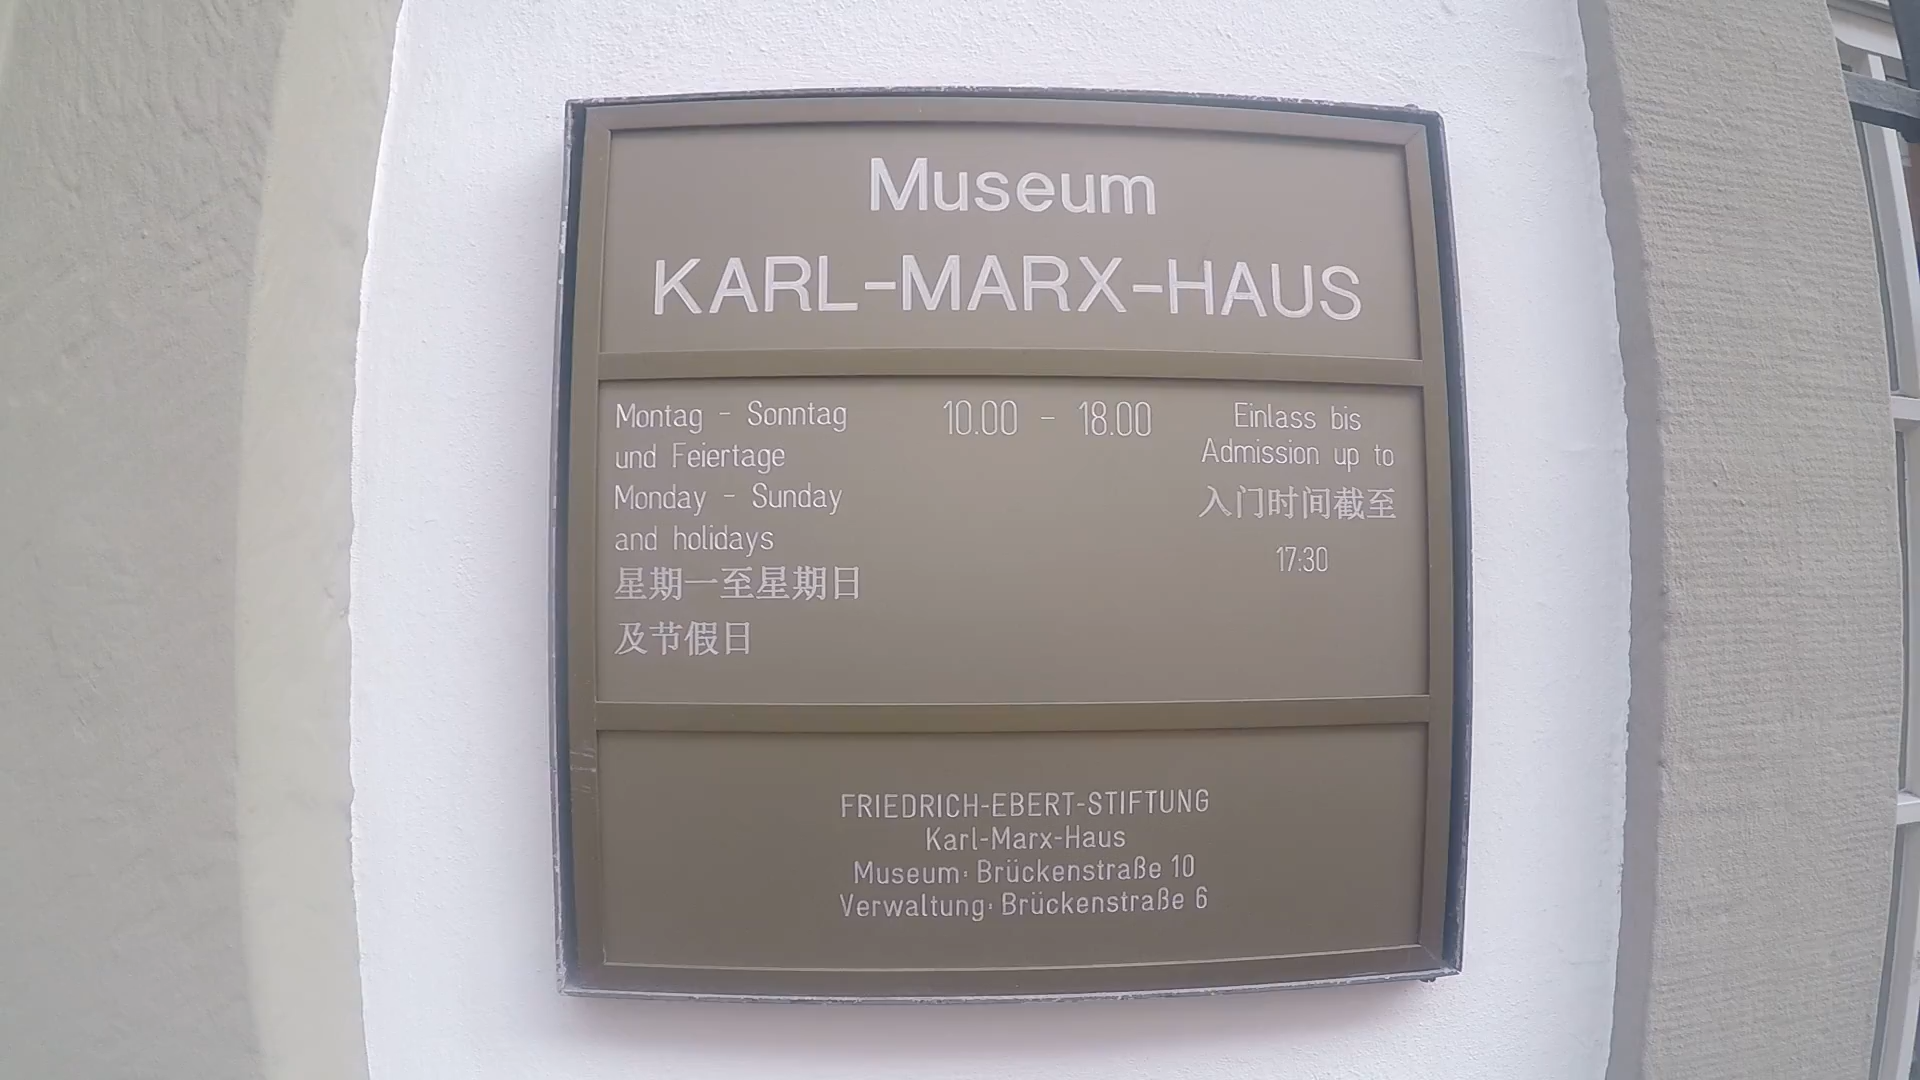 Museum
KARL-MARX-HAUS
Montag - Sonntag
und Feiertage
Monday - Sunday
and holidays
星期一至星期日
及节假日
10.00 - 18.00
Einlass bis
Admission up to
入门时间截至
17:30
FRIEDRICH-EBERT-STIFTUNG
Karl-Marx-Haus
Museum: Brückenstraße 10
Verwaltung: Brückenstraße 6